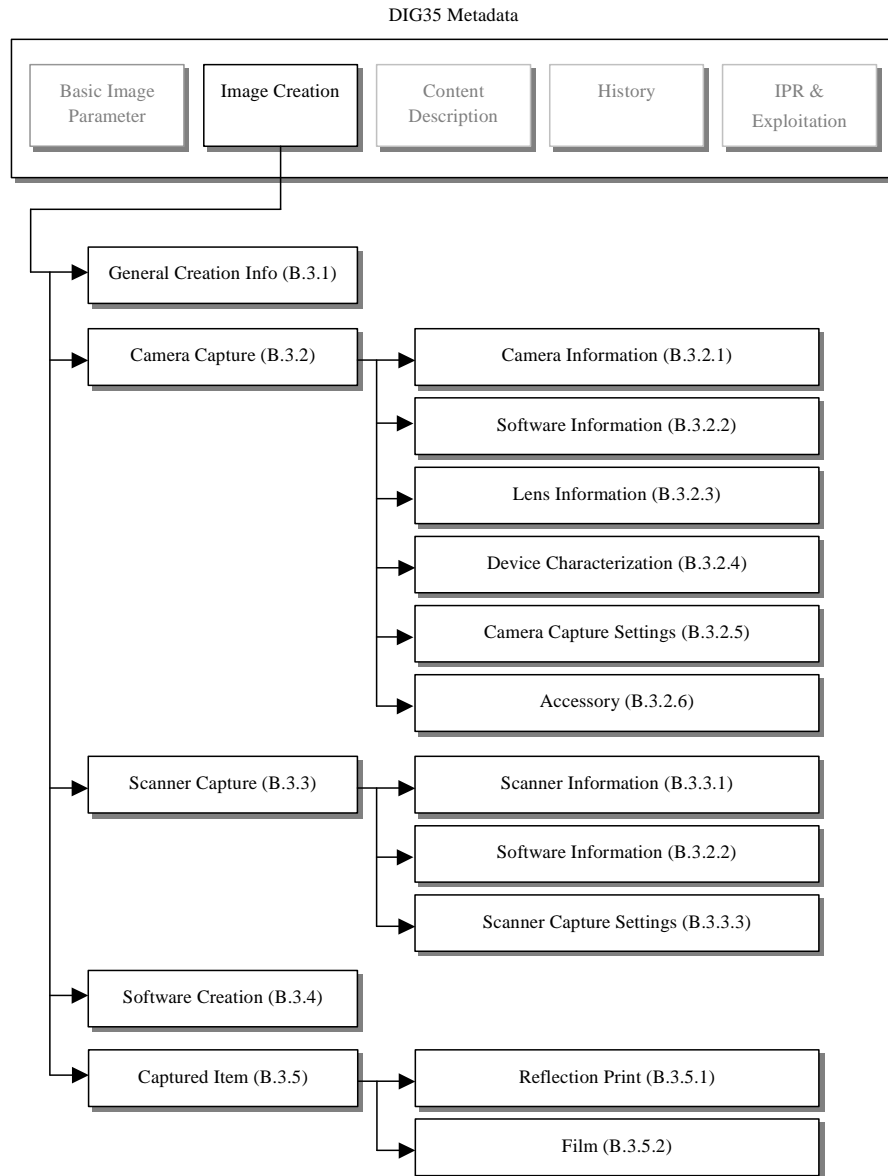 DIG35 Metadata
Basic Image
Parameter
Image Creation
Content
Description
History
IPR &
Exploitation
General Creation Info (B.3.1)
Camera Capture (B.3.2)
Camera Information (B.3.2.1)
Software Information (B.3.2.2)
Lens Information (B.3.2.3)
Device Characterization (B.3.2.4)
Camera Capture Settings (B.3.2.5)
Accessory (B.3.2.6)
Scanner Capture (B.3.3)
Scanner Information (B.3.3.1)
Software Information (B.3.2.2)
Scanner Capture Settings (B.3.3.3)
Software Creation (B.3.4)
Captured Item (B.3.5)
Reflection Print (B.3.5.1)
Film (B.3.5.2)